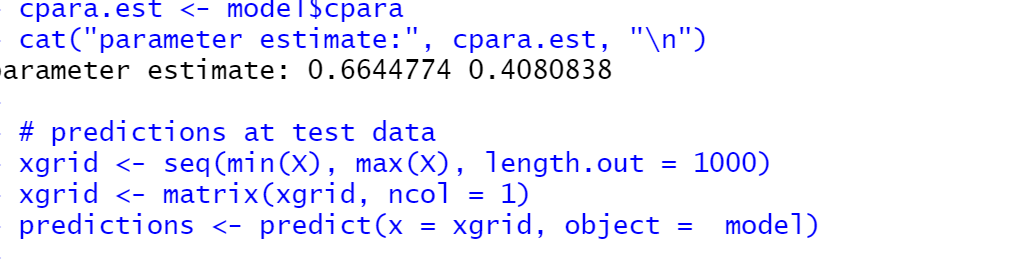 cpara.est <- model$cpara
cat("parameter estimate:", cpara.est, "\n")
parameter estimate: 0.6644774 0.4080838
# predictions at test data
xgrid <- seq(min(X), max(X), length.out = 1000)
xgrid <- matrix(xgrid, ncol = 1)
predictions <- predict(x = xgrid, object =  model)